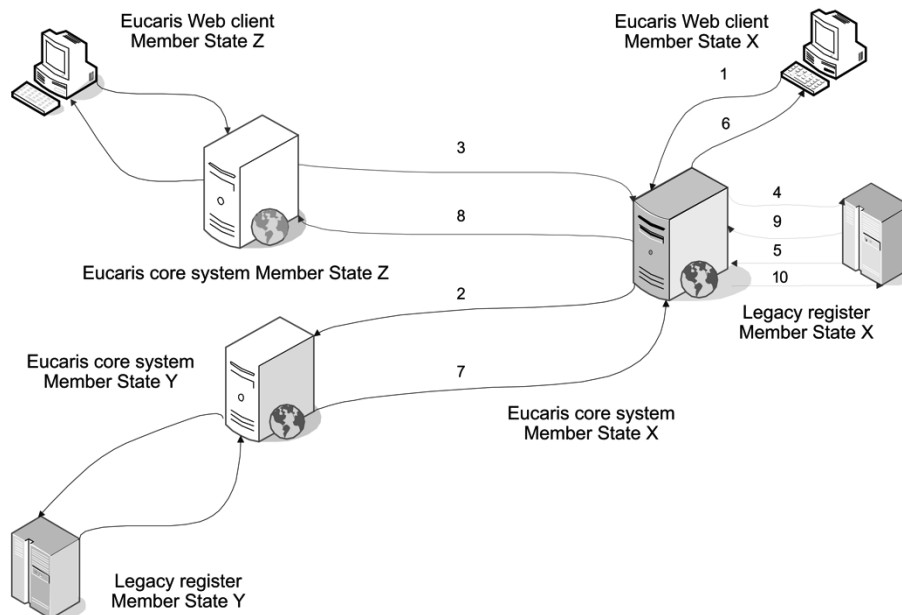 Eucaris Web client
Member State Z
Eucaris Web client
Member State X
1
6
3
4
9
8
5
10
Eucaris core system Member State Z
2
Legacy register
Member State X
Eucaris core system
Member State Y
7
Eucaris core system
Member State X
Legacy register
Member State Y